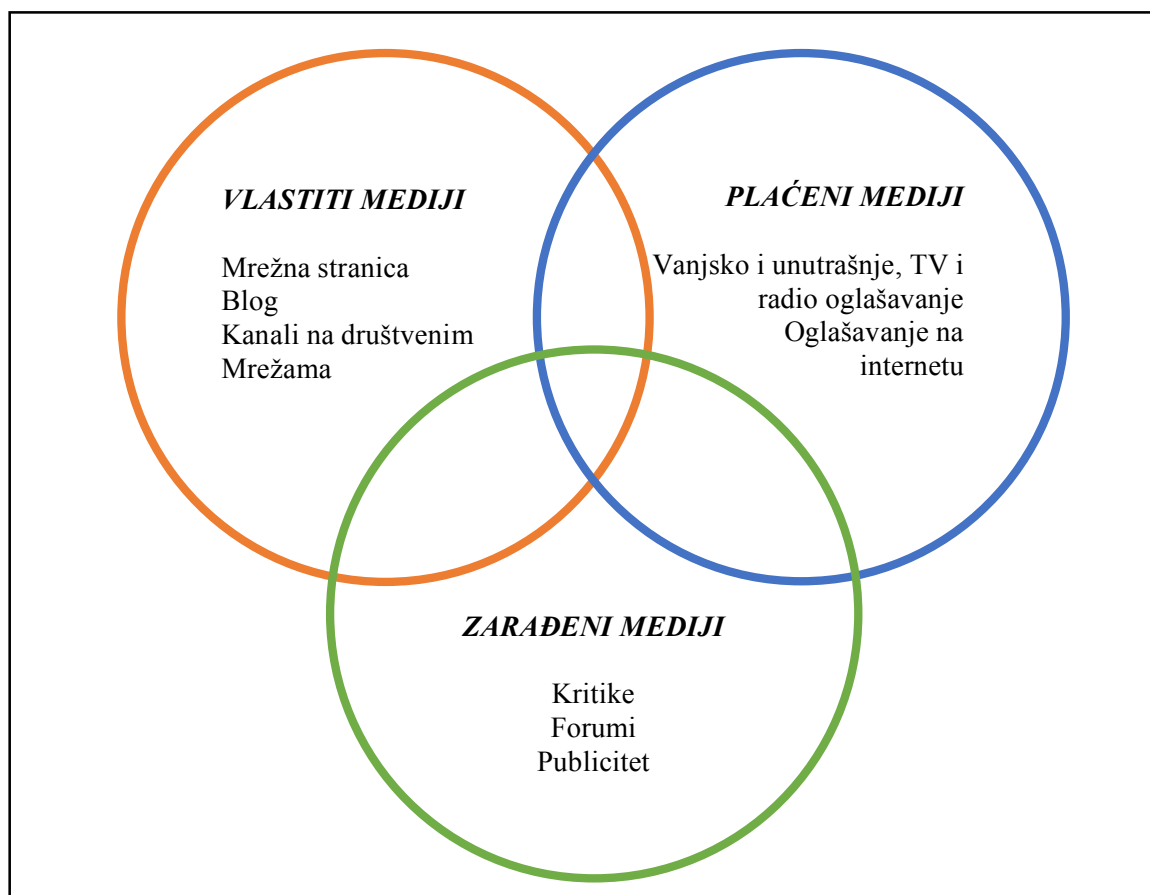 VLASTITI MEDIJI
Mrežna stranica
Blog
Kanali na društvenim
Mrežama
PLAĆENI MEDIJI
Vanjsko i unutrašnje, TV i
radio oglašavanje
Oglašavanje na
internetu
ZARAĐENI MEDIJI
Kritike
Forumi
Publicitet